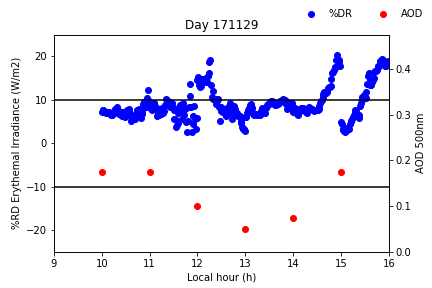 %DR AOD
Day 171129
%RD Erythermal Irradiance (W/m2)
20
10
0
−10
−20
0.4
0.3
0.2
0.1
0.0
AOD 500nm
9 10 11 12 13 14 15 16
Local hour (h)